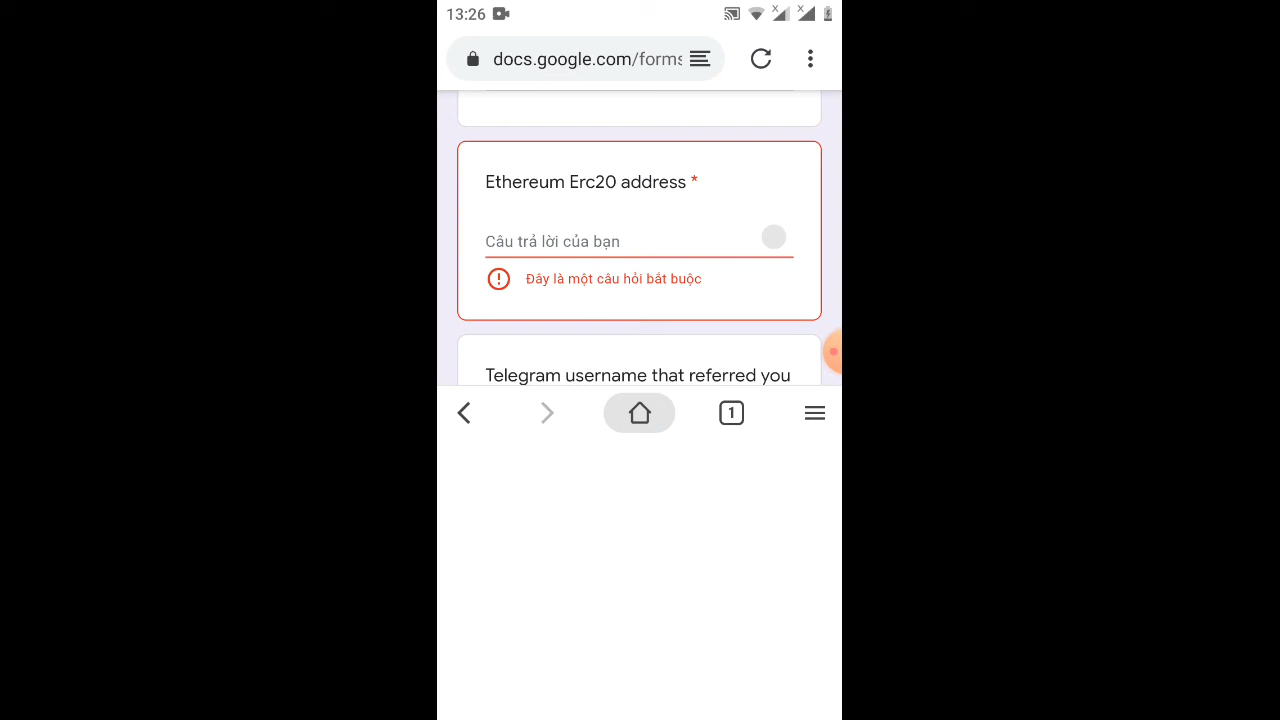 13:26
docs.google.com/forms
Ethereum Erc20 address *
Câu trả lời của bạn
Đây là một câu hỏi bắt buộc
Telegram username that referred you
1